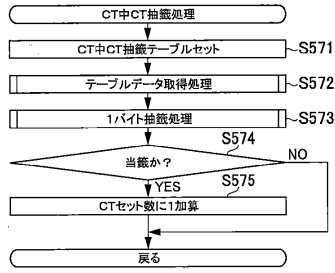 CT中CT抽籤処理
CT中CT抽籤テーブルセット
S571
テーブルデータ取得処理
S572
1バイト抽籤処理
S573
S574
当籤か?
NO
YES
S575
CTセット数に1加算
戻る